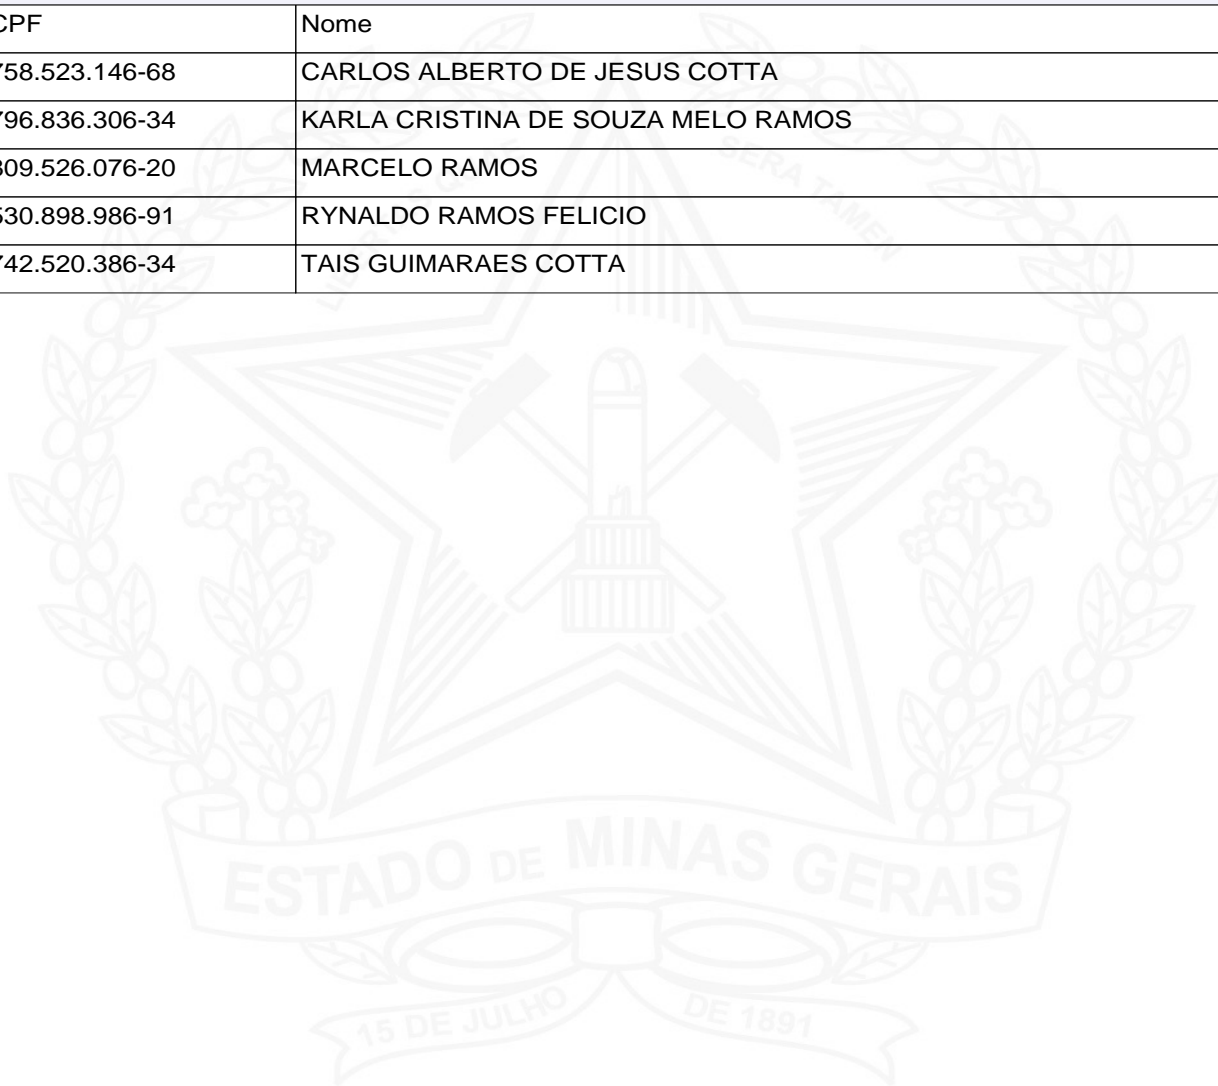 CPF Nome
758.523.146-68 CARLOS ALBERTO DE JESUS COTTA
796.836.306-34 KARLA CRISTINA DE SOUZA MELO RAMOS
809.526.076-20 MARCELO RAMOS
530.898.986-91 RYNALDO RAMOS FELICIO
742.520.386-34 TAIS GUIMARAES COTTA
SERA TAMEN
ESTADO DE MINAS GERAIS
15 DE JULHO DE 1891